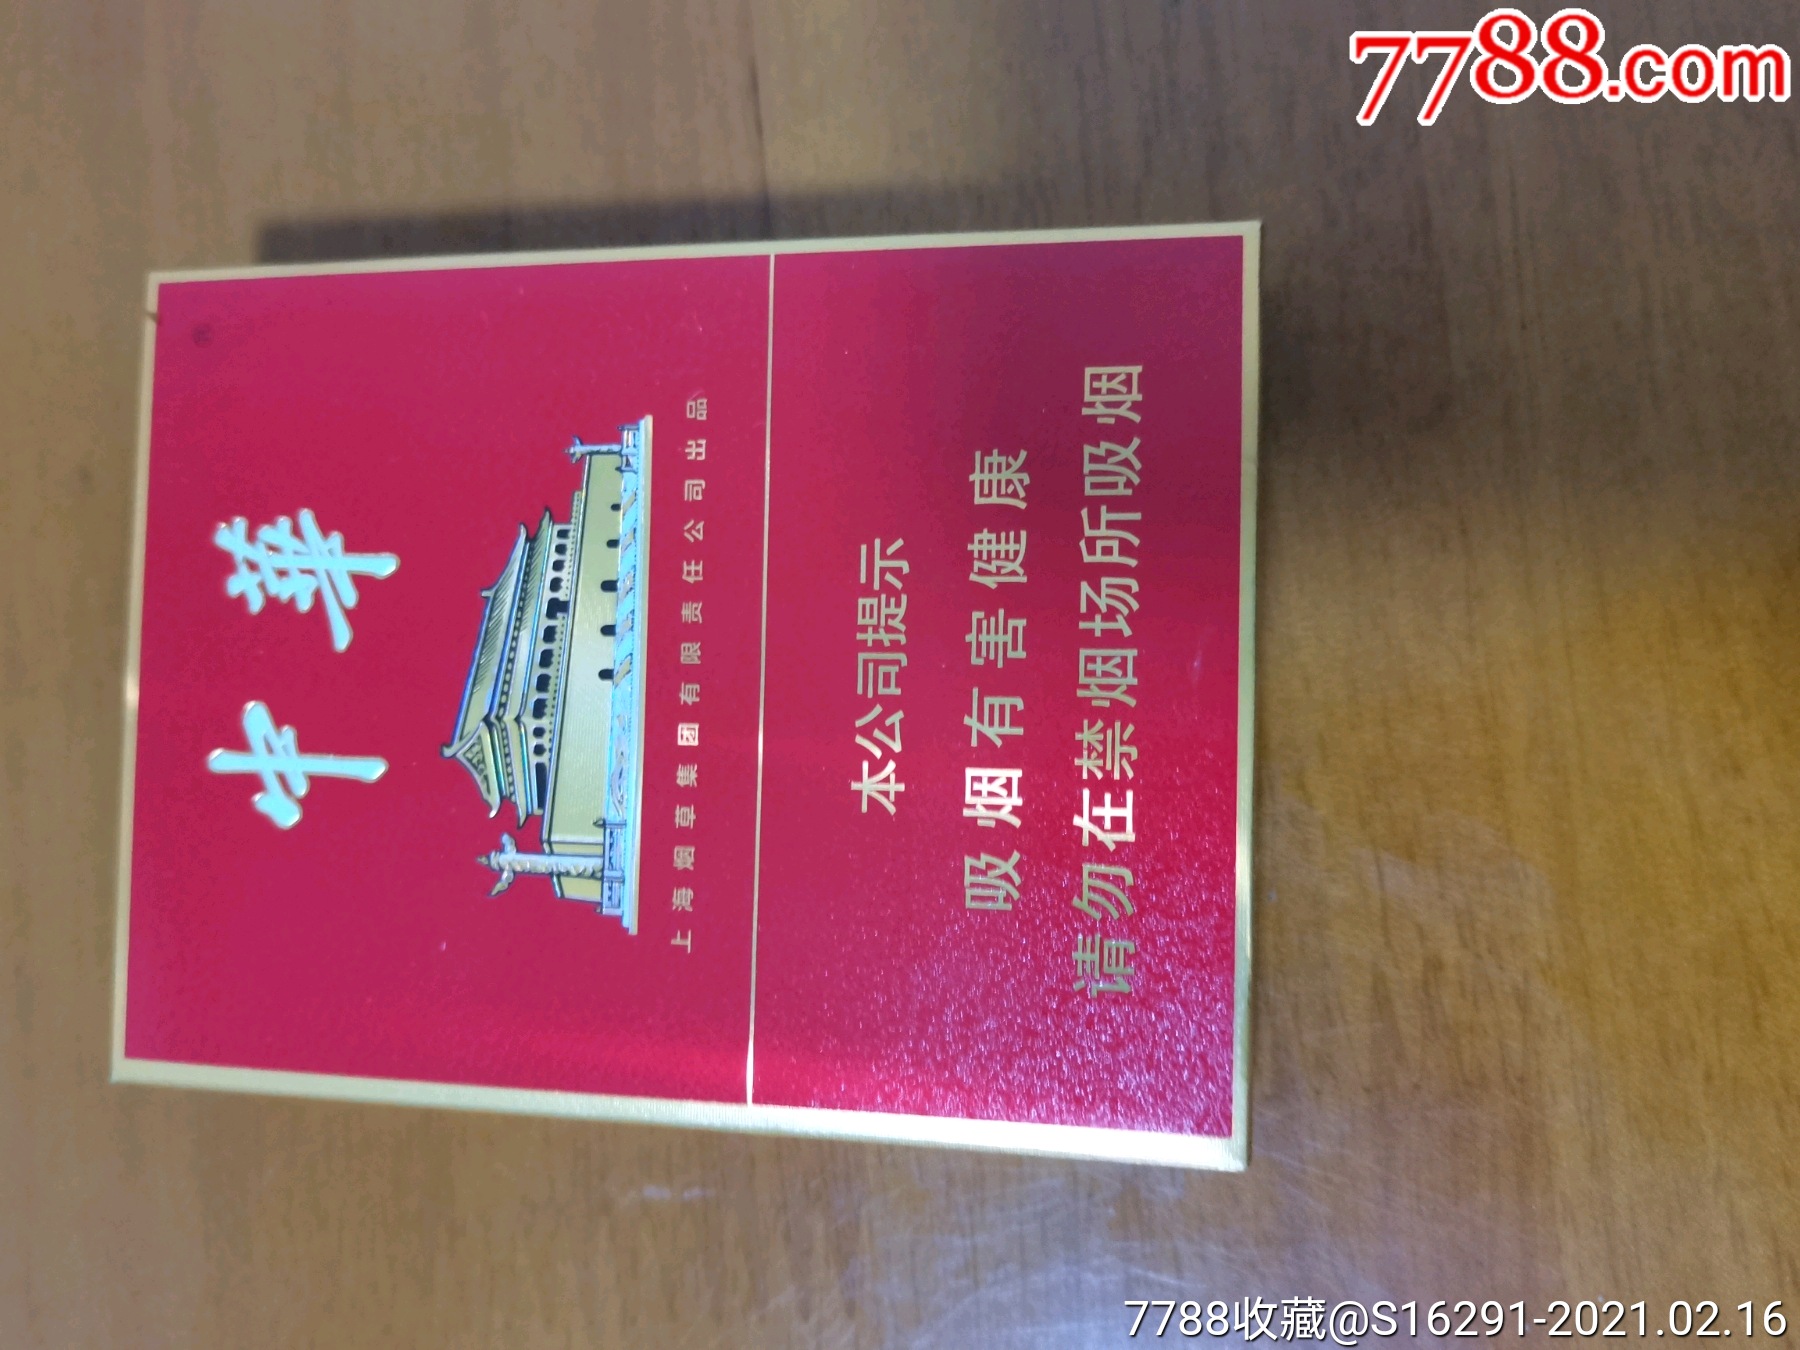 7788.com
中華
上海烟草集团有限责任公司出品
本公司提示
吸烟有害健康
请勿在禁烟场所吸烟
7788收藏@S16291-2021.02.16